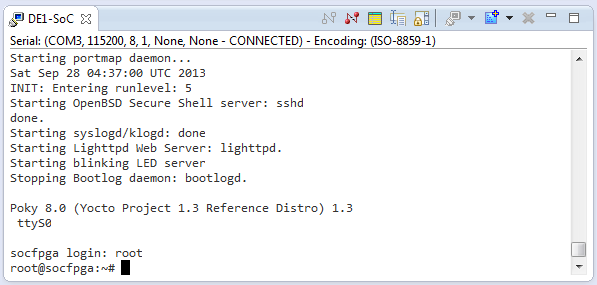 DE1-SoC
Serial: (COM3, 115200, 8, 1, None, None - CONNECTED) - Encoding: (ISO-8859-1)
Starting portmap daemon...
Sat Sep 28 04:37:00 UTC 2013
INIT: Entering runlevel: 5
Starting OpenBSD Secure Shell server: sshd
done.
Starting syslogd/klogd: done
Starting Lighttpd Web Server: lighttpd.
Starting blinking LED server
Stopping Bootlog daemon: bootlogd.
Poky 8.0 (Yocto Project 1.3 Reference Distro) 1.3
ttyS0
socfpga login: root
root@socfpga:~#